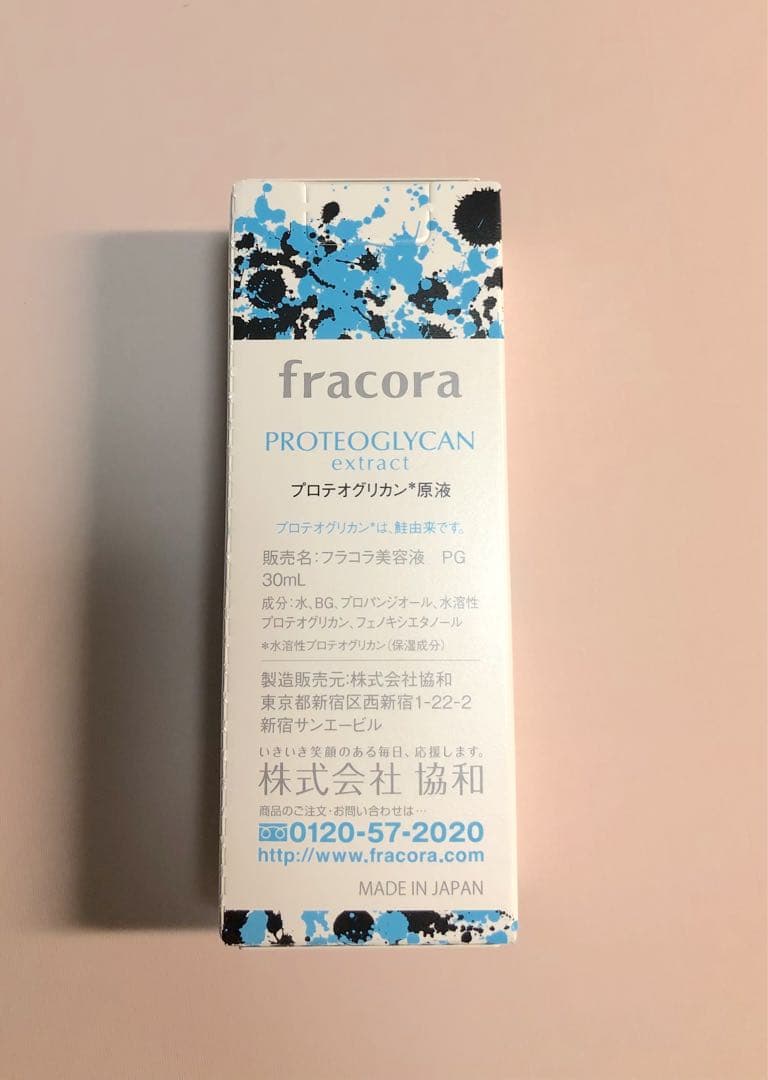 fracora
PROTEOGLYCAN
extract
プロテオグリカン*原液
プロテオグリカン*は、鮭由来です。
販売名:フラコラ美容液 PG
30mL
成分:水、BG、プロパンジオール、水溶性
プロテオグリカン、フェノキシエタノール
*水溶性プロテオグリカン(保湿成分)
製造販売元:株式会社協和
東京都新宿区西新宿1-22-2
新宿サンエービル
いきいき笑顔のある毎日、応援します。
株式会社 協和
商品のご注文・お問い合わせは…
0120-57-2020
http://www.fracora.com
MADE IN JAPAN